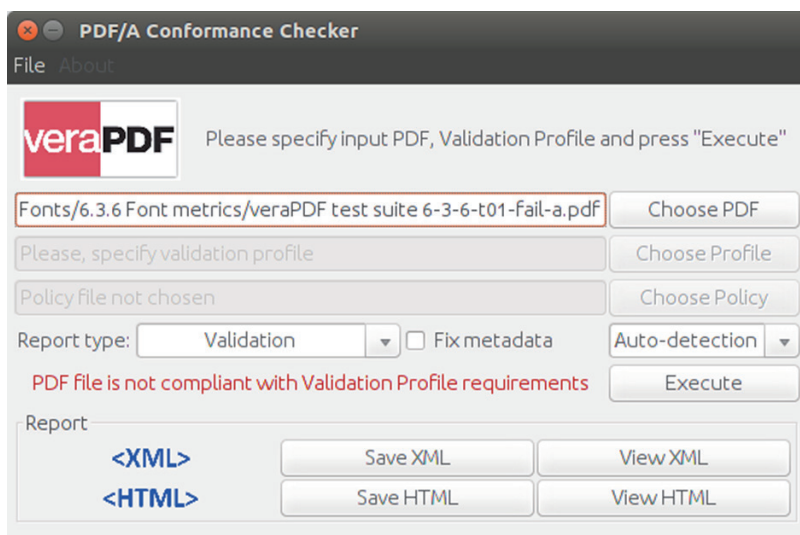 PDF/A Conformance Checker
File About
veraPDF Please specify input PDF, Validation Profile and press "Execute"
Fonts/6.3.6 Font metrics/veraPDF test suite 6-3-6-t01-fail-a.pdf Choose PDF
Please, specify validation profile Choose Profile
Policy file not chosen Choose Policy
Report type: Validation Fix metadata Auto-detection
PDF file is not compliant with Validation Profile requirements Execute
Report
<XML> Save XML View XML
<HTML> Save HTML View HTML